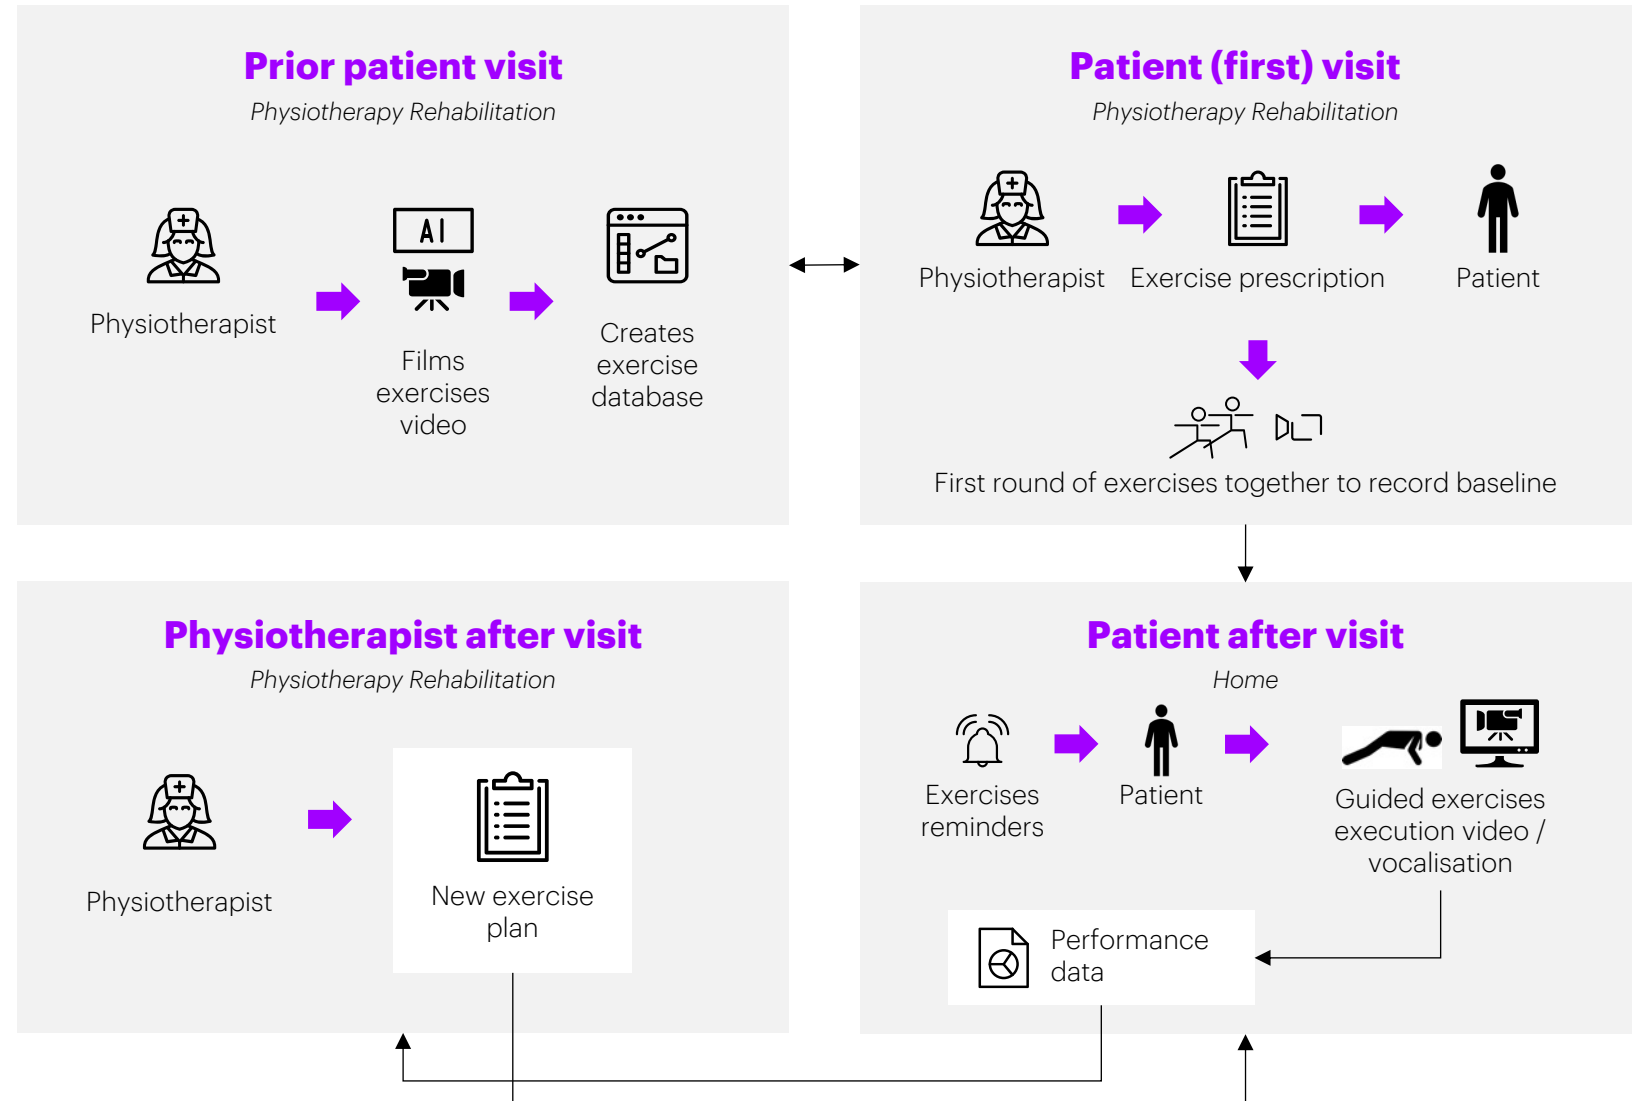 Prior patient visit
Physiotherapy Rehabilitation
Physiotherapist
AI
Films
exercises
video
Creates
exercise
database
Patient (first) visit
Physiotherapy Rehabilitation
Physiotherapist
Exercise prescription
Patient
First round of exercises together to record baseline
Physiotherapist after visit
Physiotherapy Rehabilitation
Physiotherapist
New exercise
plan
Patient after visit
Home
Exercises
reminders
Patient
Guided exercises
execution video /
vocalisation
Performance
data